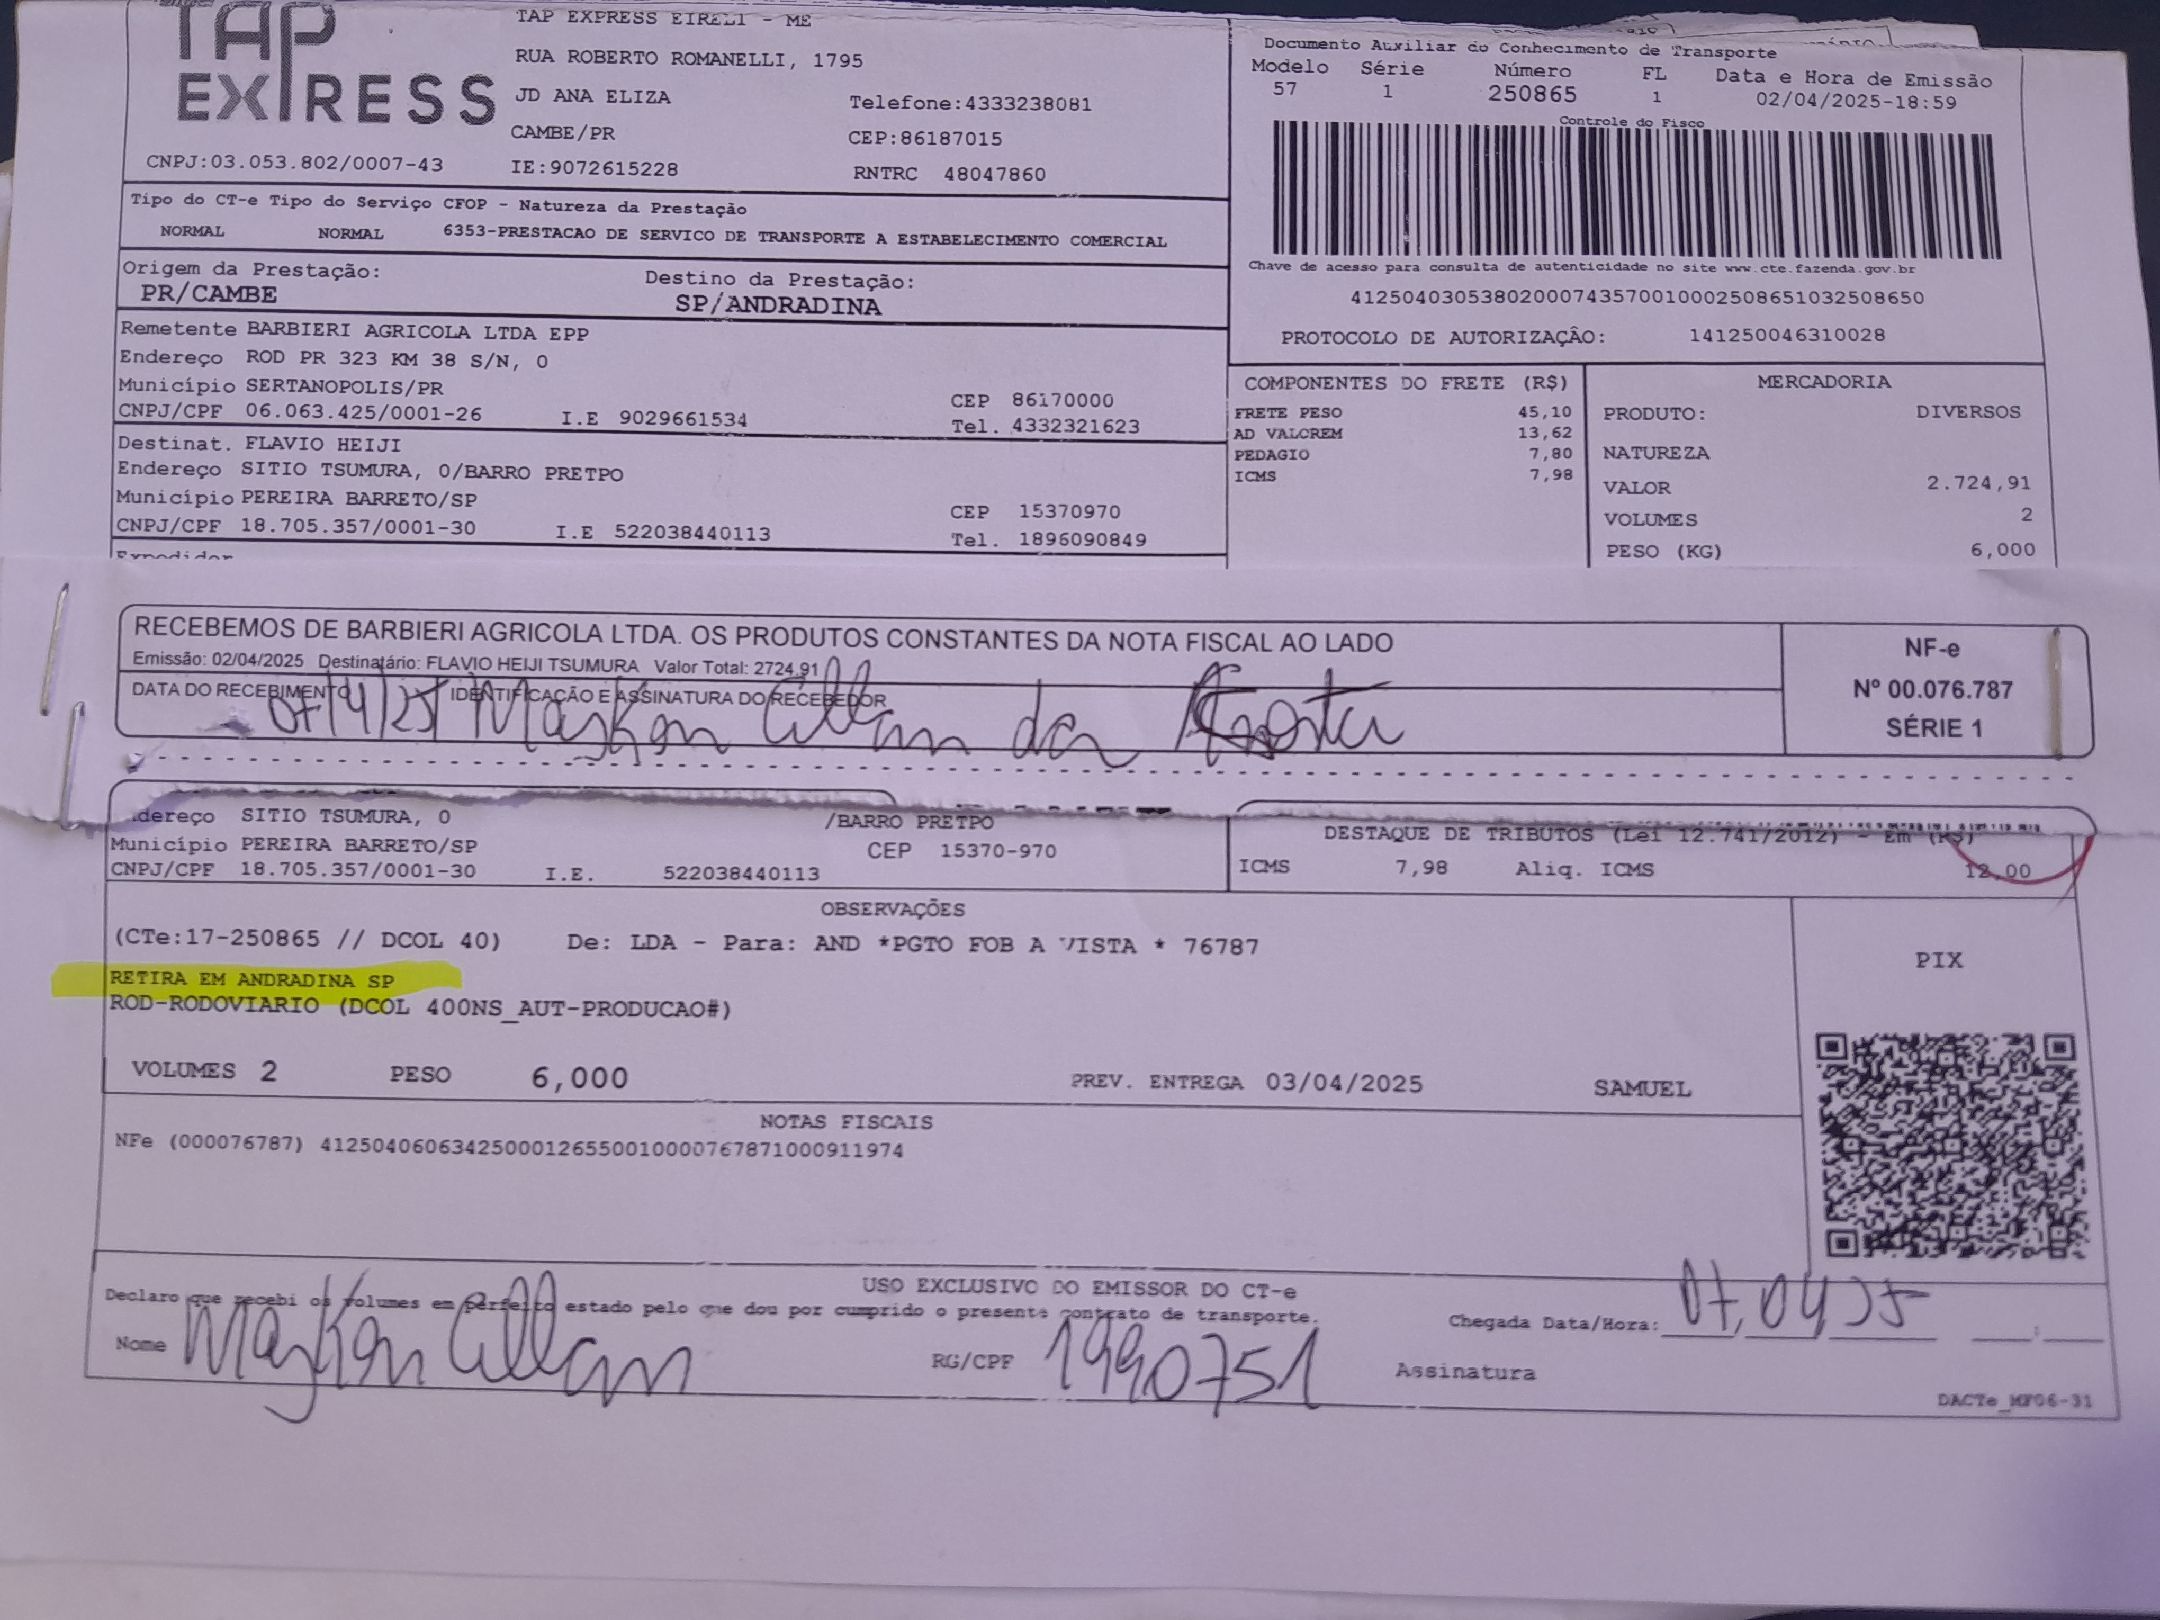 TAP EXPRESS
TAP EXPRESS EIRELI - ME
RUA ROBERTO ROMANELLI, 1795
JD ANA ELIZA Telefone:4333238081
CAMBE/PR CEP:86187015
CNPJ:03.053.802/0007-43 IE:9072615228 RNTRC 48047860
Documento Auxiliar do Conhecimento de Transporte
Modelo Série Número FL Data e Hora de Emissão
57 1 250865 1 02/04/2025-18:59
Controle do Fisco
Chave de acesso para consulta de autenticidade no site www.cte.fazenda.gov.br
41250403053802000743570010002508651032508650
PROTOCOLO DE AUTORIZAÇÃO: 141250046310028
Tipo do CT-e Tipo do Serviço CFOP - Natureza da Prestação
NORMAL NORMAL 6353-PRESTACAO DE SERVICO DE TRANSPORTE A ESTABELECIMENTO COMERCIAL
Origem da Prestação: Destino da Prestação:
PR/CAMBE SP/ANDRADINA
Remetente BARBIERI AGRICOLA LTDA EPP
Endereço ROD PR 323 KM 38 S/N, 0
Município SERTANOPOLIS/PR CEP 86170000
CNPJ/CPF 06.063.425/0001-26 I.E 9029661534 Tel. 4332321623
Destinat. FLAVIO HEIJI
Endereço SITIO TSUMURA, 0/BARRO PRETPO
Município PEREIRA BARRETO/SP CEP 15370970
CNPJ/CPF 18.705.357/0001-30 I.E 522038440113 Tel. 1896090849
Expedidor
COMPONENTES DO FRETE (R$)
FRETE PESO 45,10
AD VALOREM 13,62
PEDAGIO 7,80
ICMS 7,98
MERCADORIA
PRODUTO: DIVERSOS
NATUREZA
VALOR 2.724,91
VOLUMES 2
PESO (KG) 6,000
RECEBEMOS DE BARBIERI AGRICOLA LTDA. OS PRODUTOS CONSTANTES DA NOTA FISCAL AO LADO
Emissão: 02/04/2025 Destinatário: FLAVIO HEIJI TSUMURA Valor Total: 2724,91
DATA DO RECEBIMENTO IDENTIFICAÇÃO E ASSINATURA DO RECEBEDOR
07/4/25 Maykon Allan da Costa
NF-e
Nº 00.076.787
SÉRIE 1
dereço SITIO TSUMURA, 0 /BARRO PRETPO
Município PEREIRA BARRETO/SP CEP 15370-970
CNPJ/CPF 18.705.357/0001-30 I.E. 522038440113
DESTAQUE DE TRIBUTOS (Lei 12.741/2012) - Em (R$)
ICMS 7,98 Aliq. ICMS 12,00
OBSERVAÇÕES
(CTe:17-250865 // DCOL 40) De: LDA - Para: AND *PGTO FOB A VISTA * 76787
RETIRA EM ANDRADINA SP
ROD-RODOVIARIO (DCOL 400NS_AUT-PRODUCAO#)
PIX
VOLUMES 2 PESO 6,000 PREV. ENTREGA 03/04/2025 SAMUEL
NOTAS FISCAIS
NFe (000076787) 41250406063425000126550010000767871000911974
USO EXCLUSIVO DO EMISSOR DO CT-e
Declaro que recebi os volumes em perfeito estado pelo que dou por cumprido o presente contrato de transporte.
Nome Maykon Allan RG/CPF 19990751 Assinatura
Chegada Data/Hora: 07,04 25 :
DACTe_MF06-31